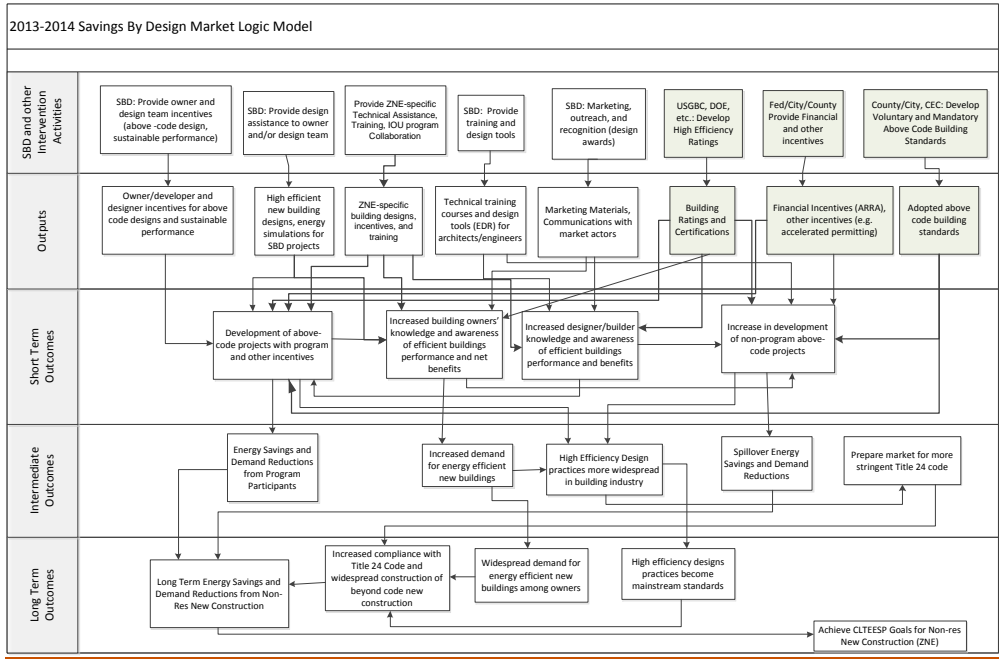 2013-2014 Savings By Design Market Logic Model
SBD and other
Intervention
Activities
SBD: Provide owner and
design team incentives
(above -code design,
sustainable performance)
SBD: Provide design
assistance to owner
and/or design team
Provide ZNE-specific
Technical Assistance,
Training, IOU program
Collaboration
SBD: Provide
training and
design tools
SBD: Marketing,
outreach, and
recognition (design
awards)
USGBC, DOE,
etc.: Develop
High Efficiency
Ratings
Fed/City/County
Provide Financial
and other
incentives
County/City, CEC: Develop
Voluntary and Mandatory
Above Code Building
Standards
Outputs
Owner/developer and
designer incentives for above
code designs and sustainable
performance
High efficient
new building
designs, energy
simulations for
SBD projects
ZNE-specific
building designs,
incentives, and
training
Technical training
courses and design
tools (EDR) for
architects/engineers
Marketing Materials,
Communications with
market actors
Building
Ratings and
Certifications
Financial Incentives (ARRA),
other incentives (e.g.
accelerated permitting)
Adopted above
code building
standards
Short Term
Outcomes
Development of above-
code projects with program
and other incentives
Increased building owners’
knowledge and awareness
of efficient buildings
performance and net
benefits
Increased designer/builder
knowledge and awareness
of efficient buildings
performance and benefits
Increase in development
of non-program above-
code projects
Intermediate
Outcomes
Energy Savings and
Demand Reductions
from Program
Participants
Increased demand
for energy efficient
new buildings
High Efficiency Design
practices more widespread
in building industry
Spillover Energy
Savings and Demand
Reductions
Prepare market for more
stringent Title 24 code
Long Term
Outcomes
Long Term Energy Savings and
Demand Reductions from Non-
Res New Construction
Increased compliance with
Title 24 Code and
widespread construction of
beyond code new
construction
Widespread demand for
energy efficient new
buildings among owners
High efficiency designs
practices become
mainstream standards
Achieve CLTEESP Goals for Non-res
New Construction (ZNE)